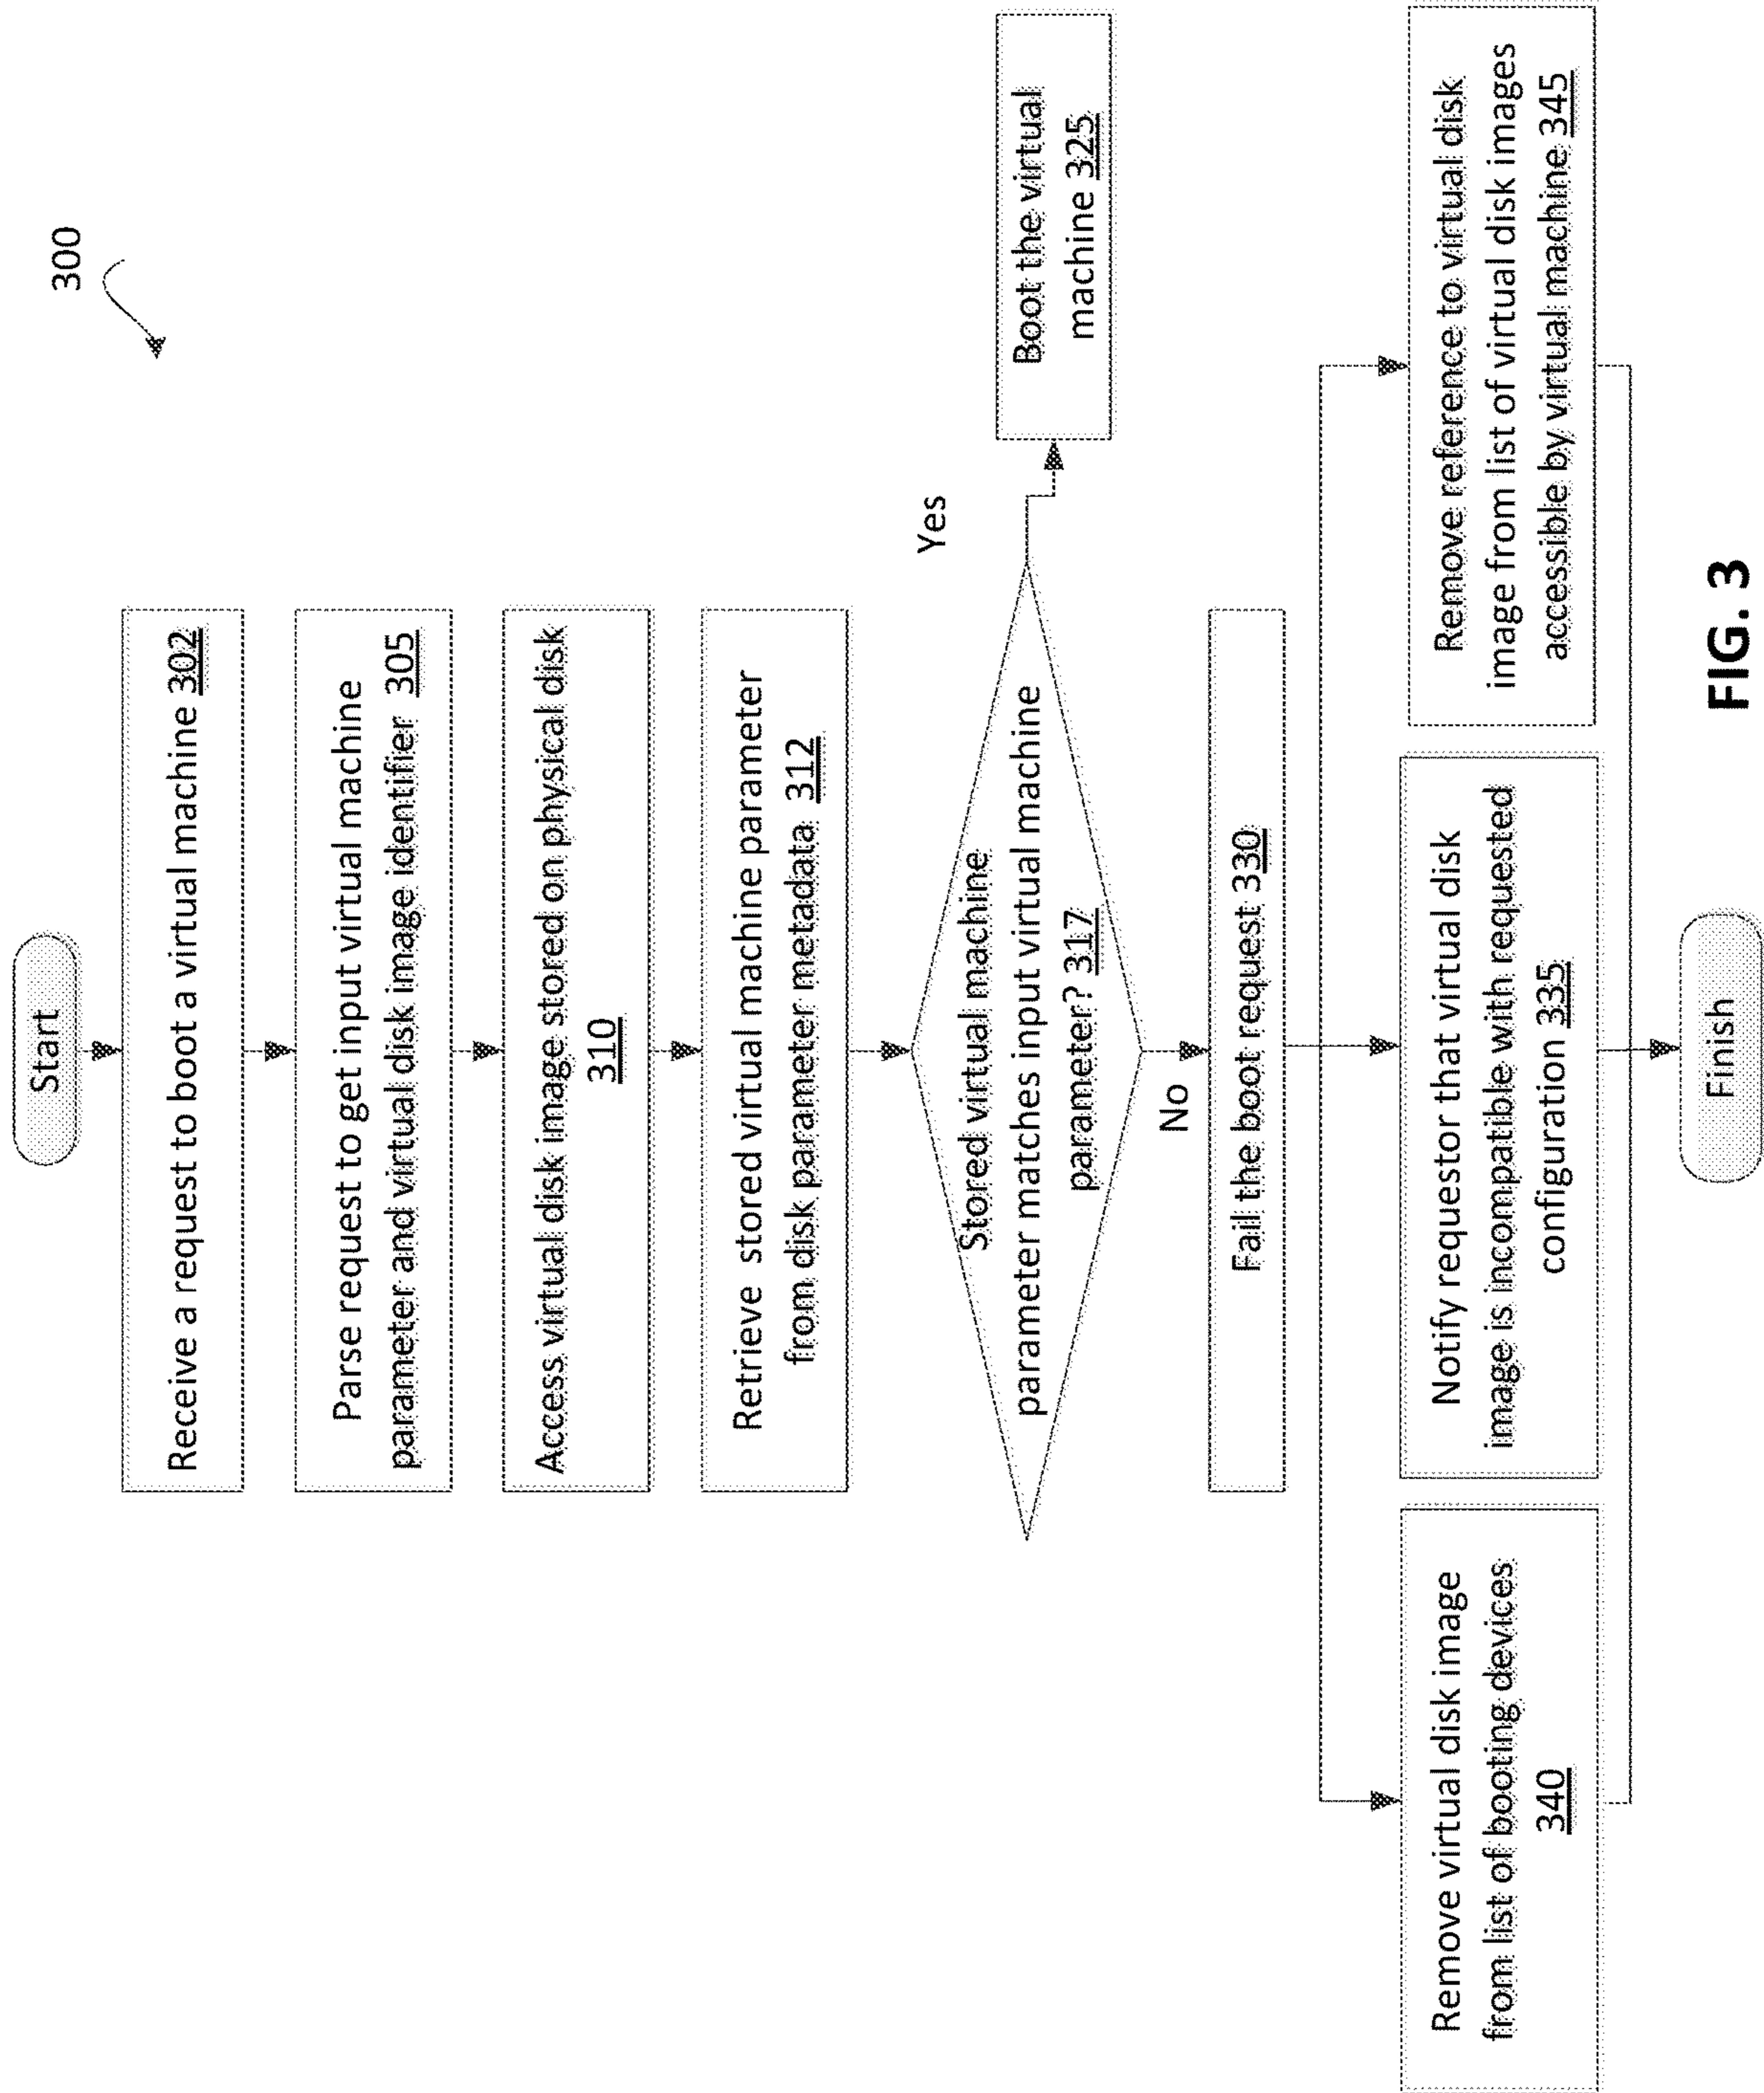 300
Start
Receive a request to boot a virtual machine 302
Parse request to get input virtual machine
parameter and virtual disk image identifier 305
Access virtual disk image stored on physical disk
310
Retrieve stored virtual machine parameter
from disk parameter metadata 312
Stored virtual machine
parameter matches input virtual machine
parameter? 317
Yes
Boot the virtual
machine 325
No
Fail the boot request 330
Remove virtual disk image
from list of booting devices
340
Notify requestor that virtual disk
image is incompatible with requested
configuration 335
Remove reference to virtual disk
image from list of virtual disk images
accessible by virtual machine 345
Finish
FIG. 3